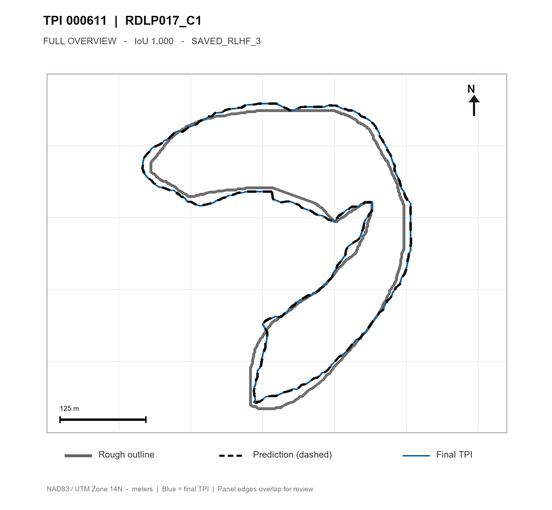 TPI 000611 | RDLP017_C1
FULL OVERVIEW - IoU 1.000 - SAVED_RLHF_3
N
125 m
Rough outline
Prediction (dashed)
Final TPI
NAD83 / UTM Zone 14N - meters | Blue = final TPI | Panel edges overlap for review